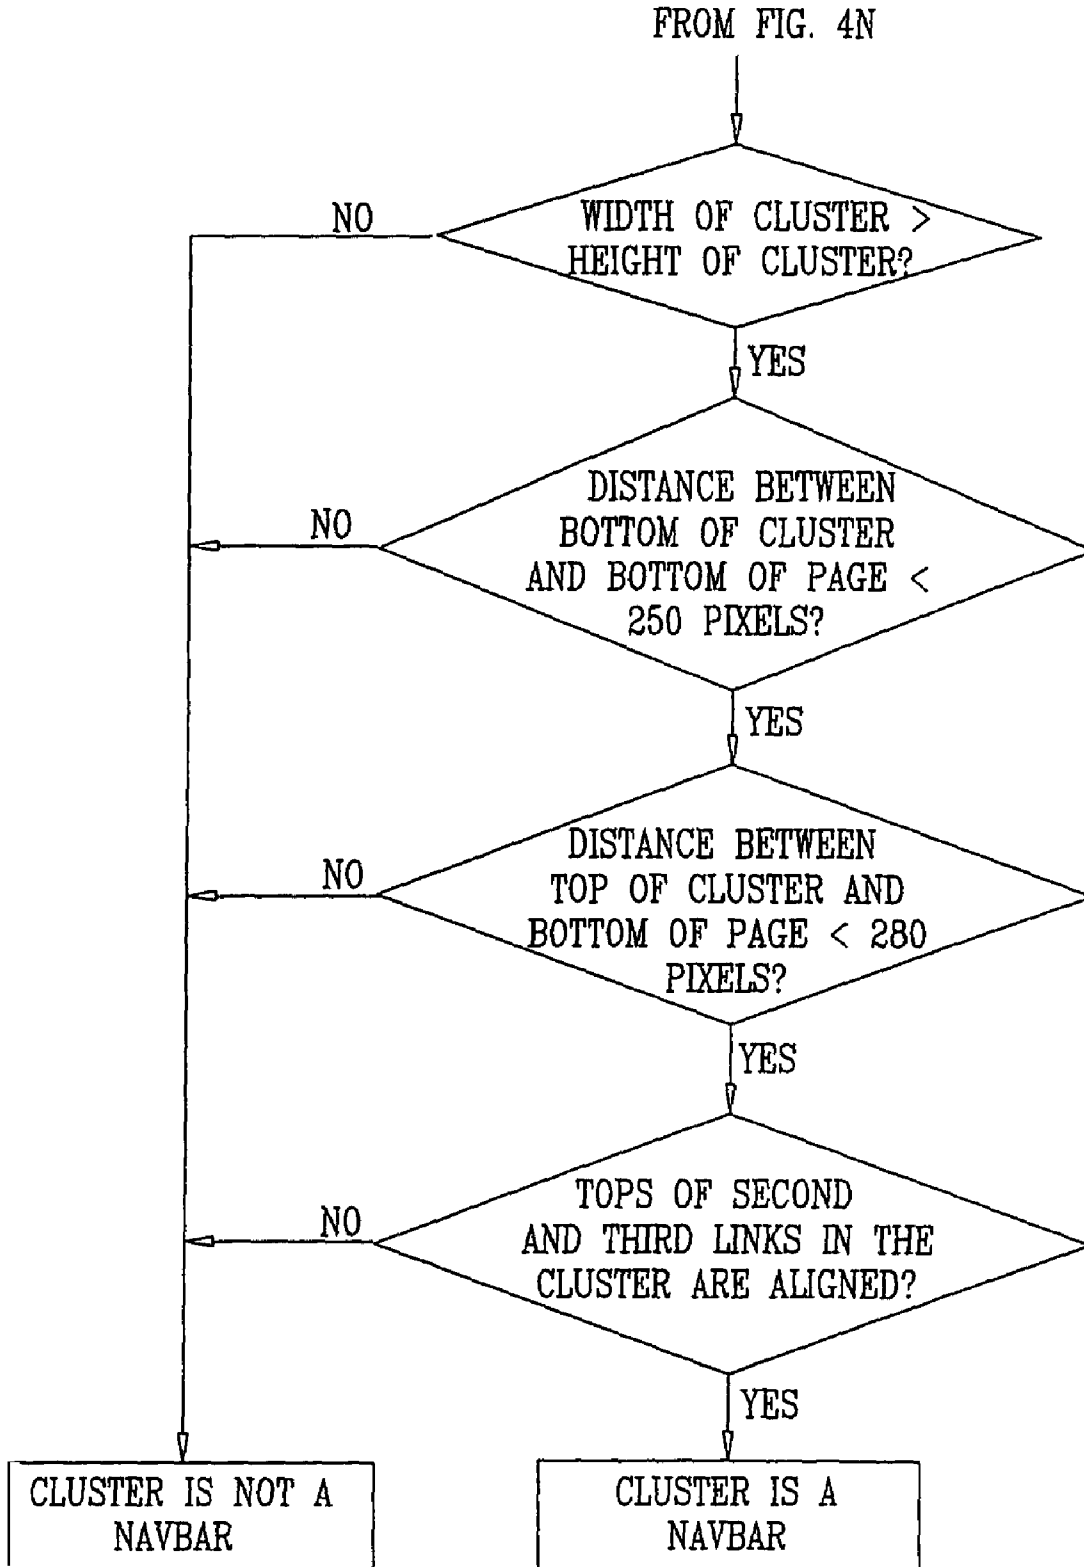 FROM FIG. 4N
WIDTH OF CLUSTER >
HEIGHT OF CLUSTER?
NO
YES
DISTANCE BETWEEN
BOTTOM OF CLUSTER
AND BOTTOM OF PAGE <
250 PIXELS?
NO
YES
DISTANCE BETWEEN
TOP OF CLUSTER AND
BOTTOM OF PAGE < 280
PIXELS?
NO
YES
TOPS OF SECOND
AND THIRD LINKS IN THE
CLUSTER ARE ALIGNED?
NO
YES
CLUSTER IS NOT A
NAVBAR
CLUSTER IS A
NAVBAR